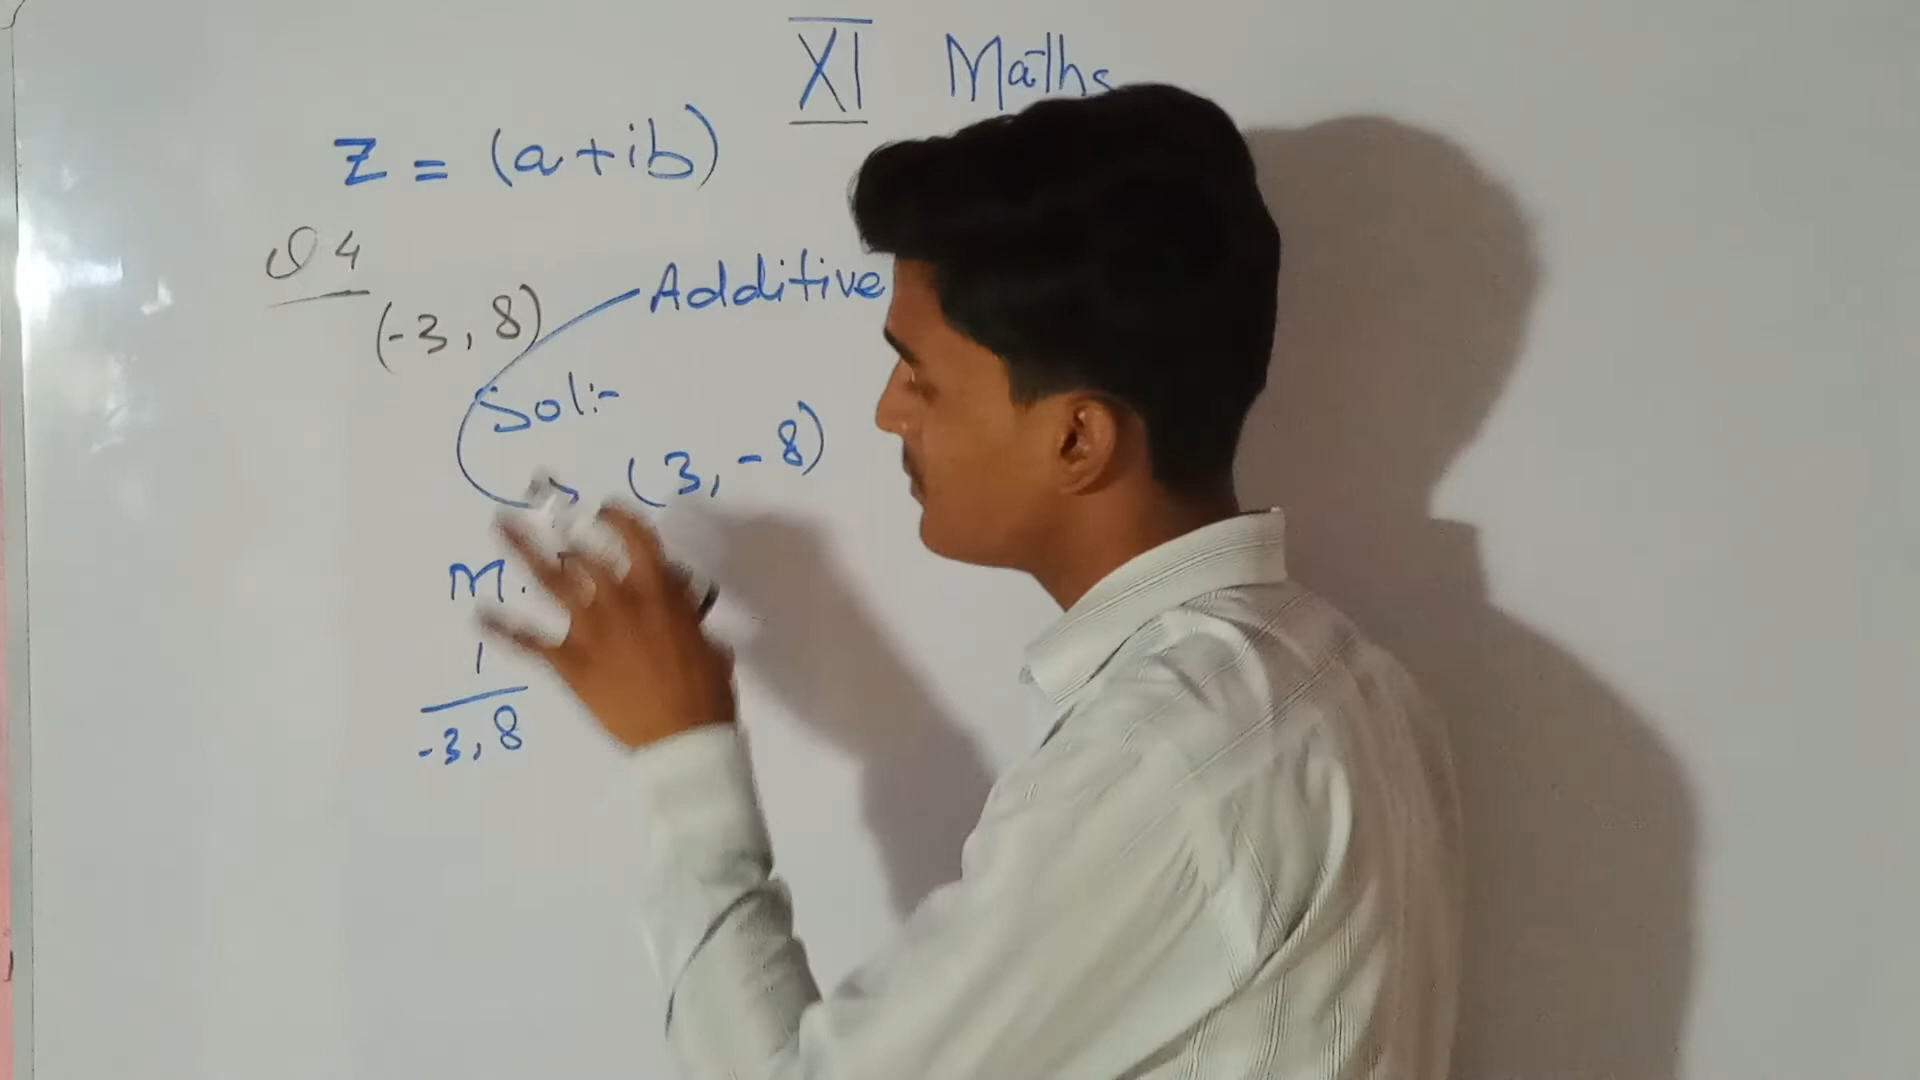 XI Maths
Z = (a+ib)
Q4
(-3, 8)
Additive
Sol:-
(3, -8)
M.
1
-3, 8